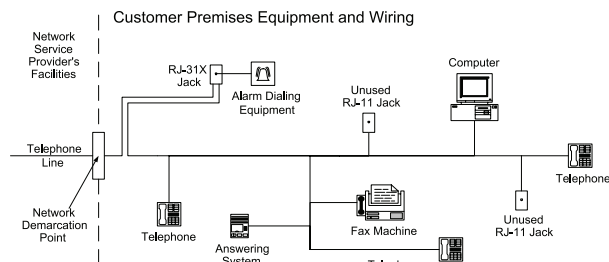 Customer Premises Equipment and Wiring
Network
Service
Provider's
Facilities
RJ-31X
Jack
Alarm Dialing
Equipment
Unused
RJ-11 Jack
Computer
Telephone
Line
Network
Demarcation
Point
Telephone
Answering
System
Fax Machine
Unused
RJ-11 Jack
Telephone